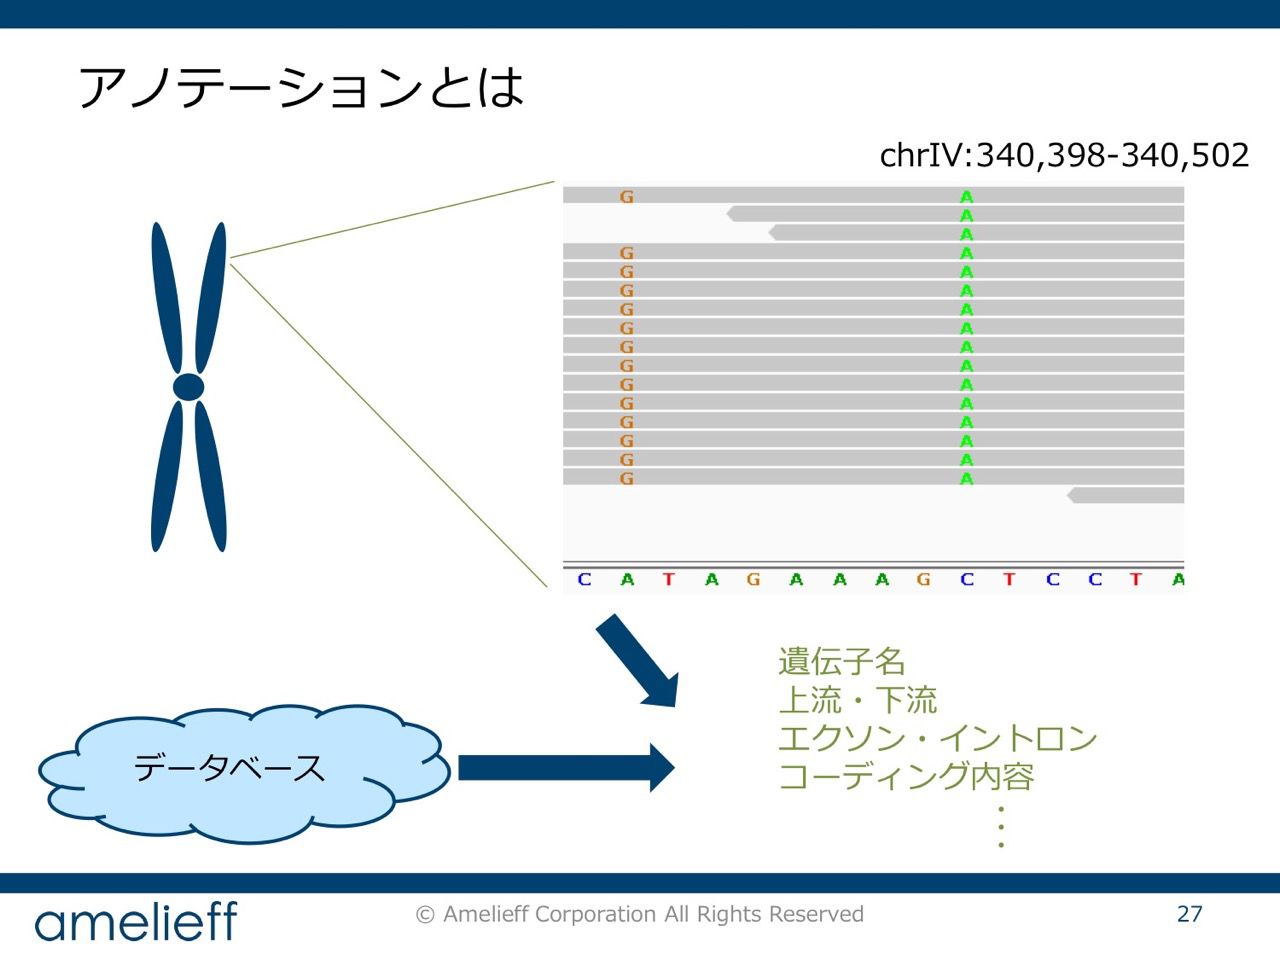 アノテーションとは
chrIV:340,398-340,502
G A
A
A
G A
G A
G A
G A
G A
G A
G A
G A
G A
G A
G A
G A
G A
C A T A G A A A G C T C C T A
遺伝子名
上流・下流
エクソン・イントロン
コーディング内容
・
・
・
データベース
amelieff
© Amelieff Corporation All Rights Reserved
27